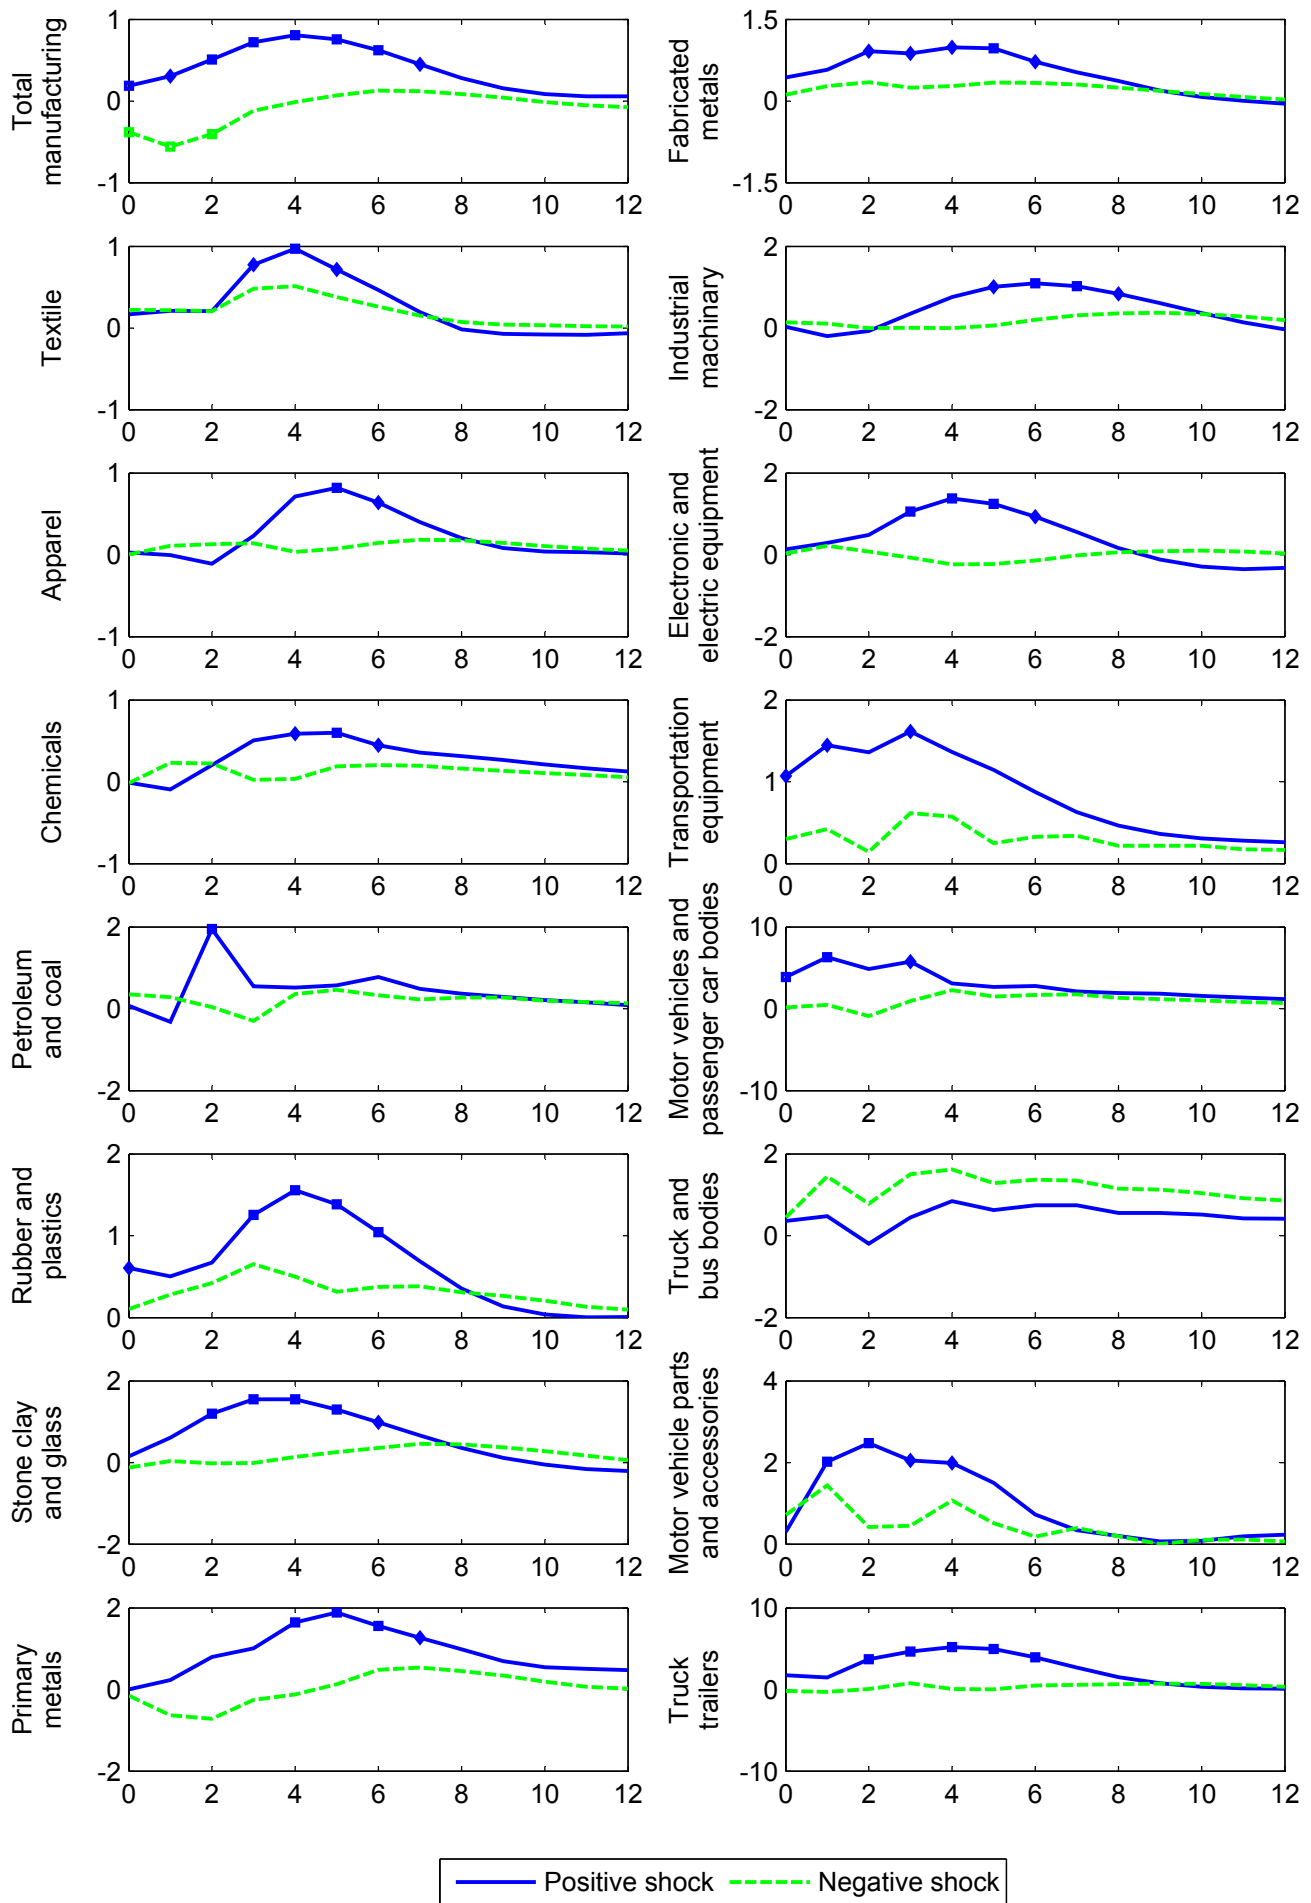 Total
manufacturing
1
0
-1
0 2 4 6 8 10 12
Fabricated
metals
1.5
0
-1.5
0 2 4 6 8 10 12
Textile
1
0
-1
0 2 4 6 8 10 12
Industrial
machinary
2
0
-2
0 2 4 6 8 10 12
Apparel
1
0
-1
0 2 4 6 8 10 12
Electronic and
electric equipment
2
0
-2
0 2 4 6 8 10 12
Chemicals
1
0
-1
0 2 4 6 8 10 12
Transportation
equipment
2
1
0
0 2 4 6 8 10 12
Petroleum
and coal
2
0
-2
0 2 4 6 8 10 12
Motor vehicles and
passenger car bodies
10
0
-10
0 2 4 6 8 10 12
Rubber and
plastics
2
1
0
0 2 4 6 8 10 12
Truck and
bus bodies
2
0
-2
0 2 4 6 8 10 12
Stone clay
and glass
2
0
-2
0 2 4 6 8 10 12
Motor vehicle parts
and accessories
4
2
0
0 2 4 6 8 10 12
Primary
metals
2
0
-2
0 2 4 6 8 10 12
Truck
trailers
10
0
-10
0 2 4 6 8 10 12
Positive shock Negative shock